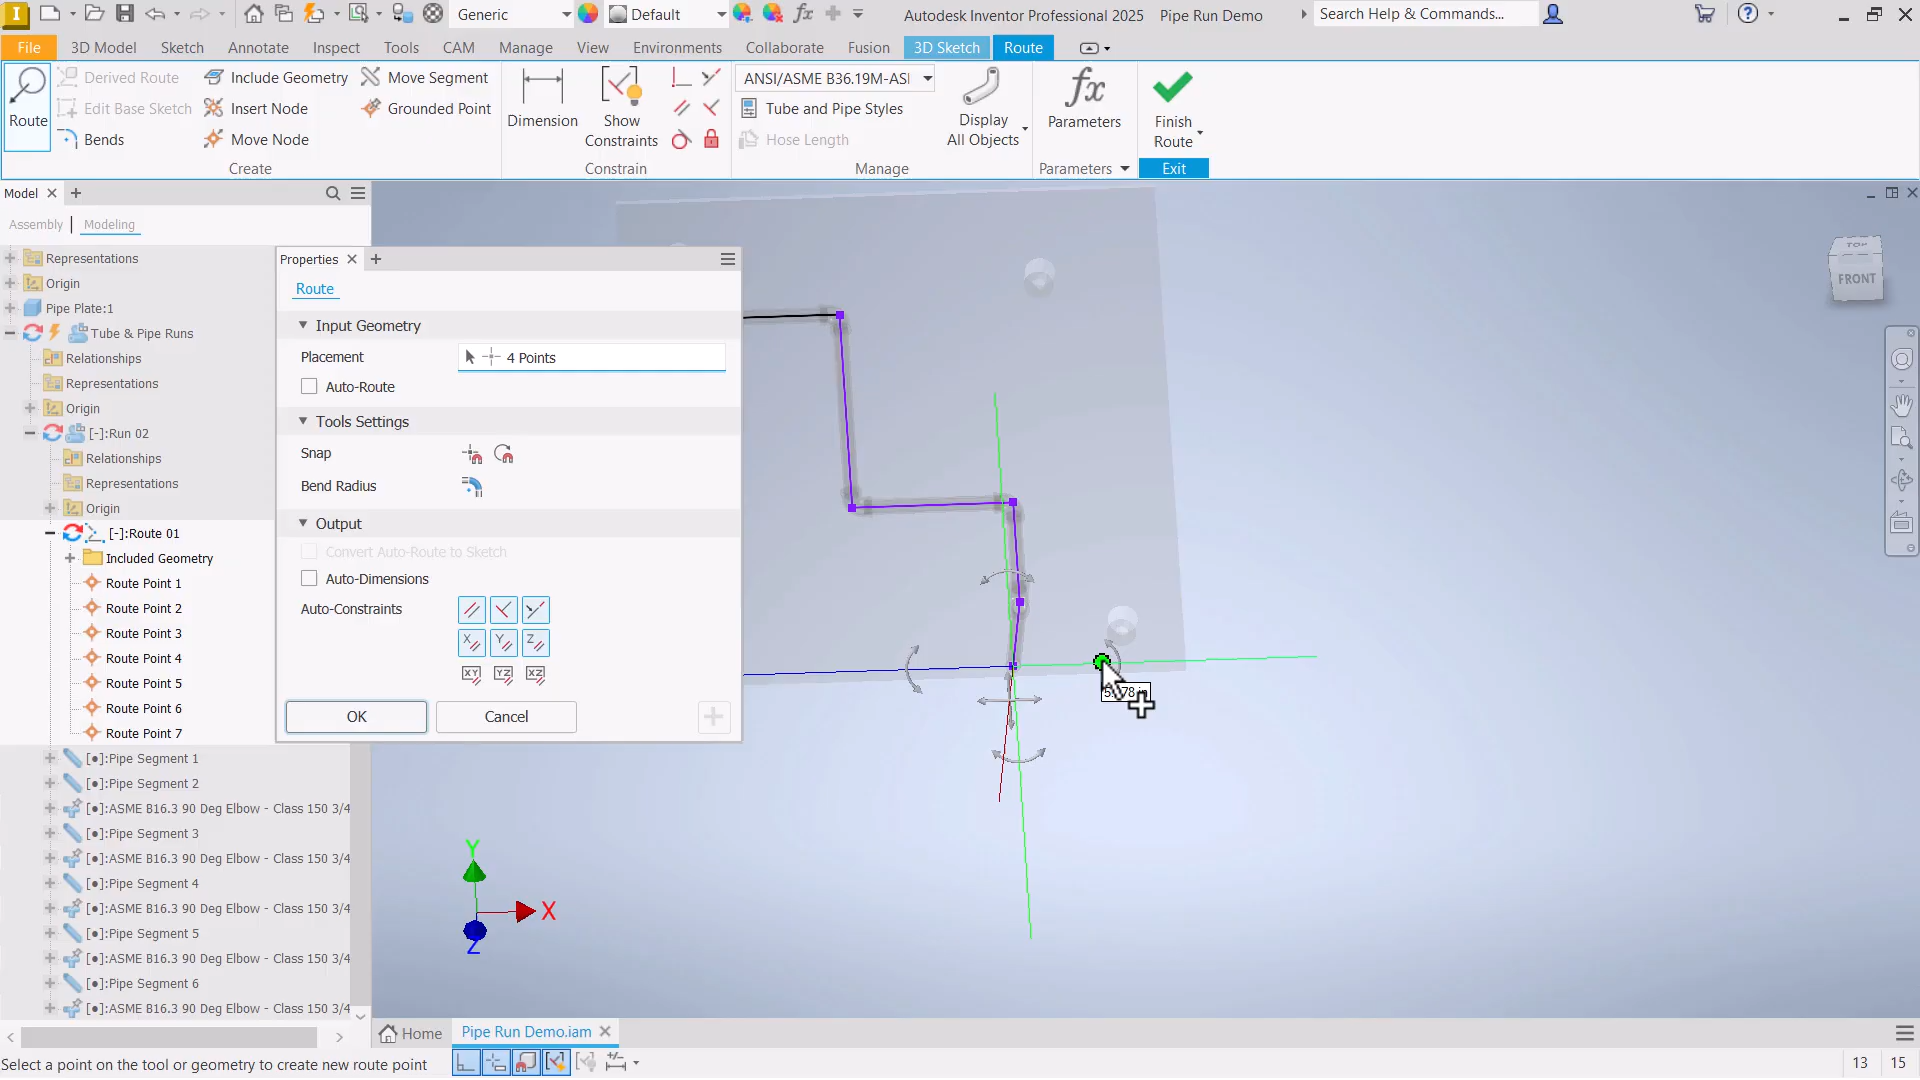 Generic
Default
Autodesk Inventor Professional 2025 Pipe Run Demo
Search Help & Commands...
File
3D Model
Sketch
Annotate
Inspect
Tools
CAM
Manage
View
Environments
Collaborate
Fusion
3D Sketch
Route
Route
Derived Route
Edit Base Sketch
Bends
Include Geometry
Insert Node
Move Node
Move Segment
Grounded Point
Create
Dimension
Show
Constraints
Constrain
ANSI/ASME B36.19M-ASI
Tube and Pipe Styles
Hose Length
Display
All Objects
Manage
fx
Parameters
Parameters
Finish
Route
Exit
Model
Assembly
Modeling
Representations
Origin
Pipe Plate:1
Tube & Pipe Runs
Relationships
Representations
Origin
[-]:Run 02
Relationships
Representations
Origin
[-]:Route 01
Included Geometry
Route Point 1
Route Point 2
Route Point 3
Route Point 4
Route Point 5
Route Point 6
Route Point 7
[•]:Pipe Segment 1
[•]:Pipe Segment 2
[•]:ASME B16.3 90 Deg Elbow - Class 150 3/4
[•]:Pipe Segment 3
[•]:ASME B16.3 90 Deg Elbow - Class 150 3/4
[•]:Pipe Segment 4
[•]:ASME B16.3 90 Deg Elbow - Class 150 3/4
[•]:Pipe Segment 5
[•]:ASME B16.3 90 Deg Elbow - Class 150 3/4
[•]:Pipe Segment 6
[•]:ASME B16.3 90 Deg Elbow - Class 150 3/4
Properties
Route
Input Geometry
Placement
4 Points
Auto-Route
Tools Settings
Snap
Bend Radius
Output
Convert Auto-Route to Sketch
Auto-Dimensions
Auto-Constraints
X
Y
Z
XY
YZ
XZ
OK
Cancel
TOP
FRONT
Y
X
Z
Home
Pipe Run Demo.iam
Select a point on the tool or geometry to create new route point
13
15